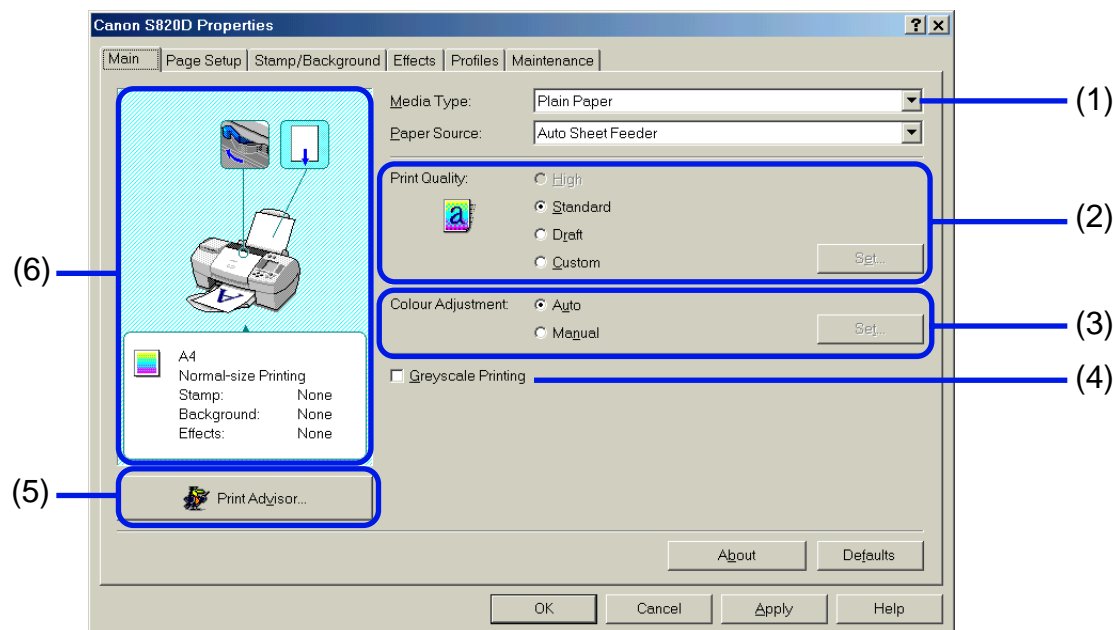 Canon S820D Properties
Main Page Setup Stamp/Background Effects Profiles Maintenance
Media Type: Plain Paper (1)
Paper Source: Auto Sheet Feeder
Print Quality: High
a Standard (2)
Draft
Custom Set...
Colour Adjustment: Auto
Manual Set... (3)
Greyscale Printing (4)
(6)
A
A4
Normal-size Printing
Stamp: None
Background: None
Effects: None
(5) Print Advisor...
About Defaults
OK Cancel Apply Help